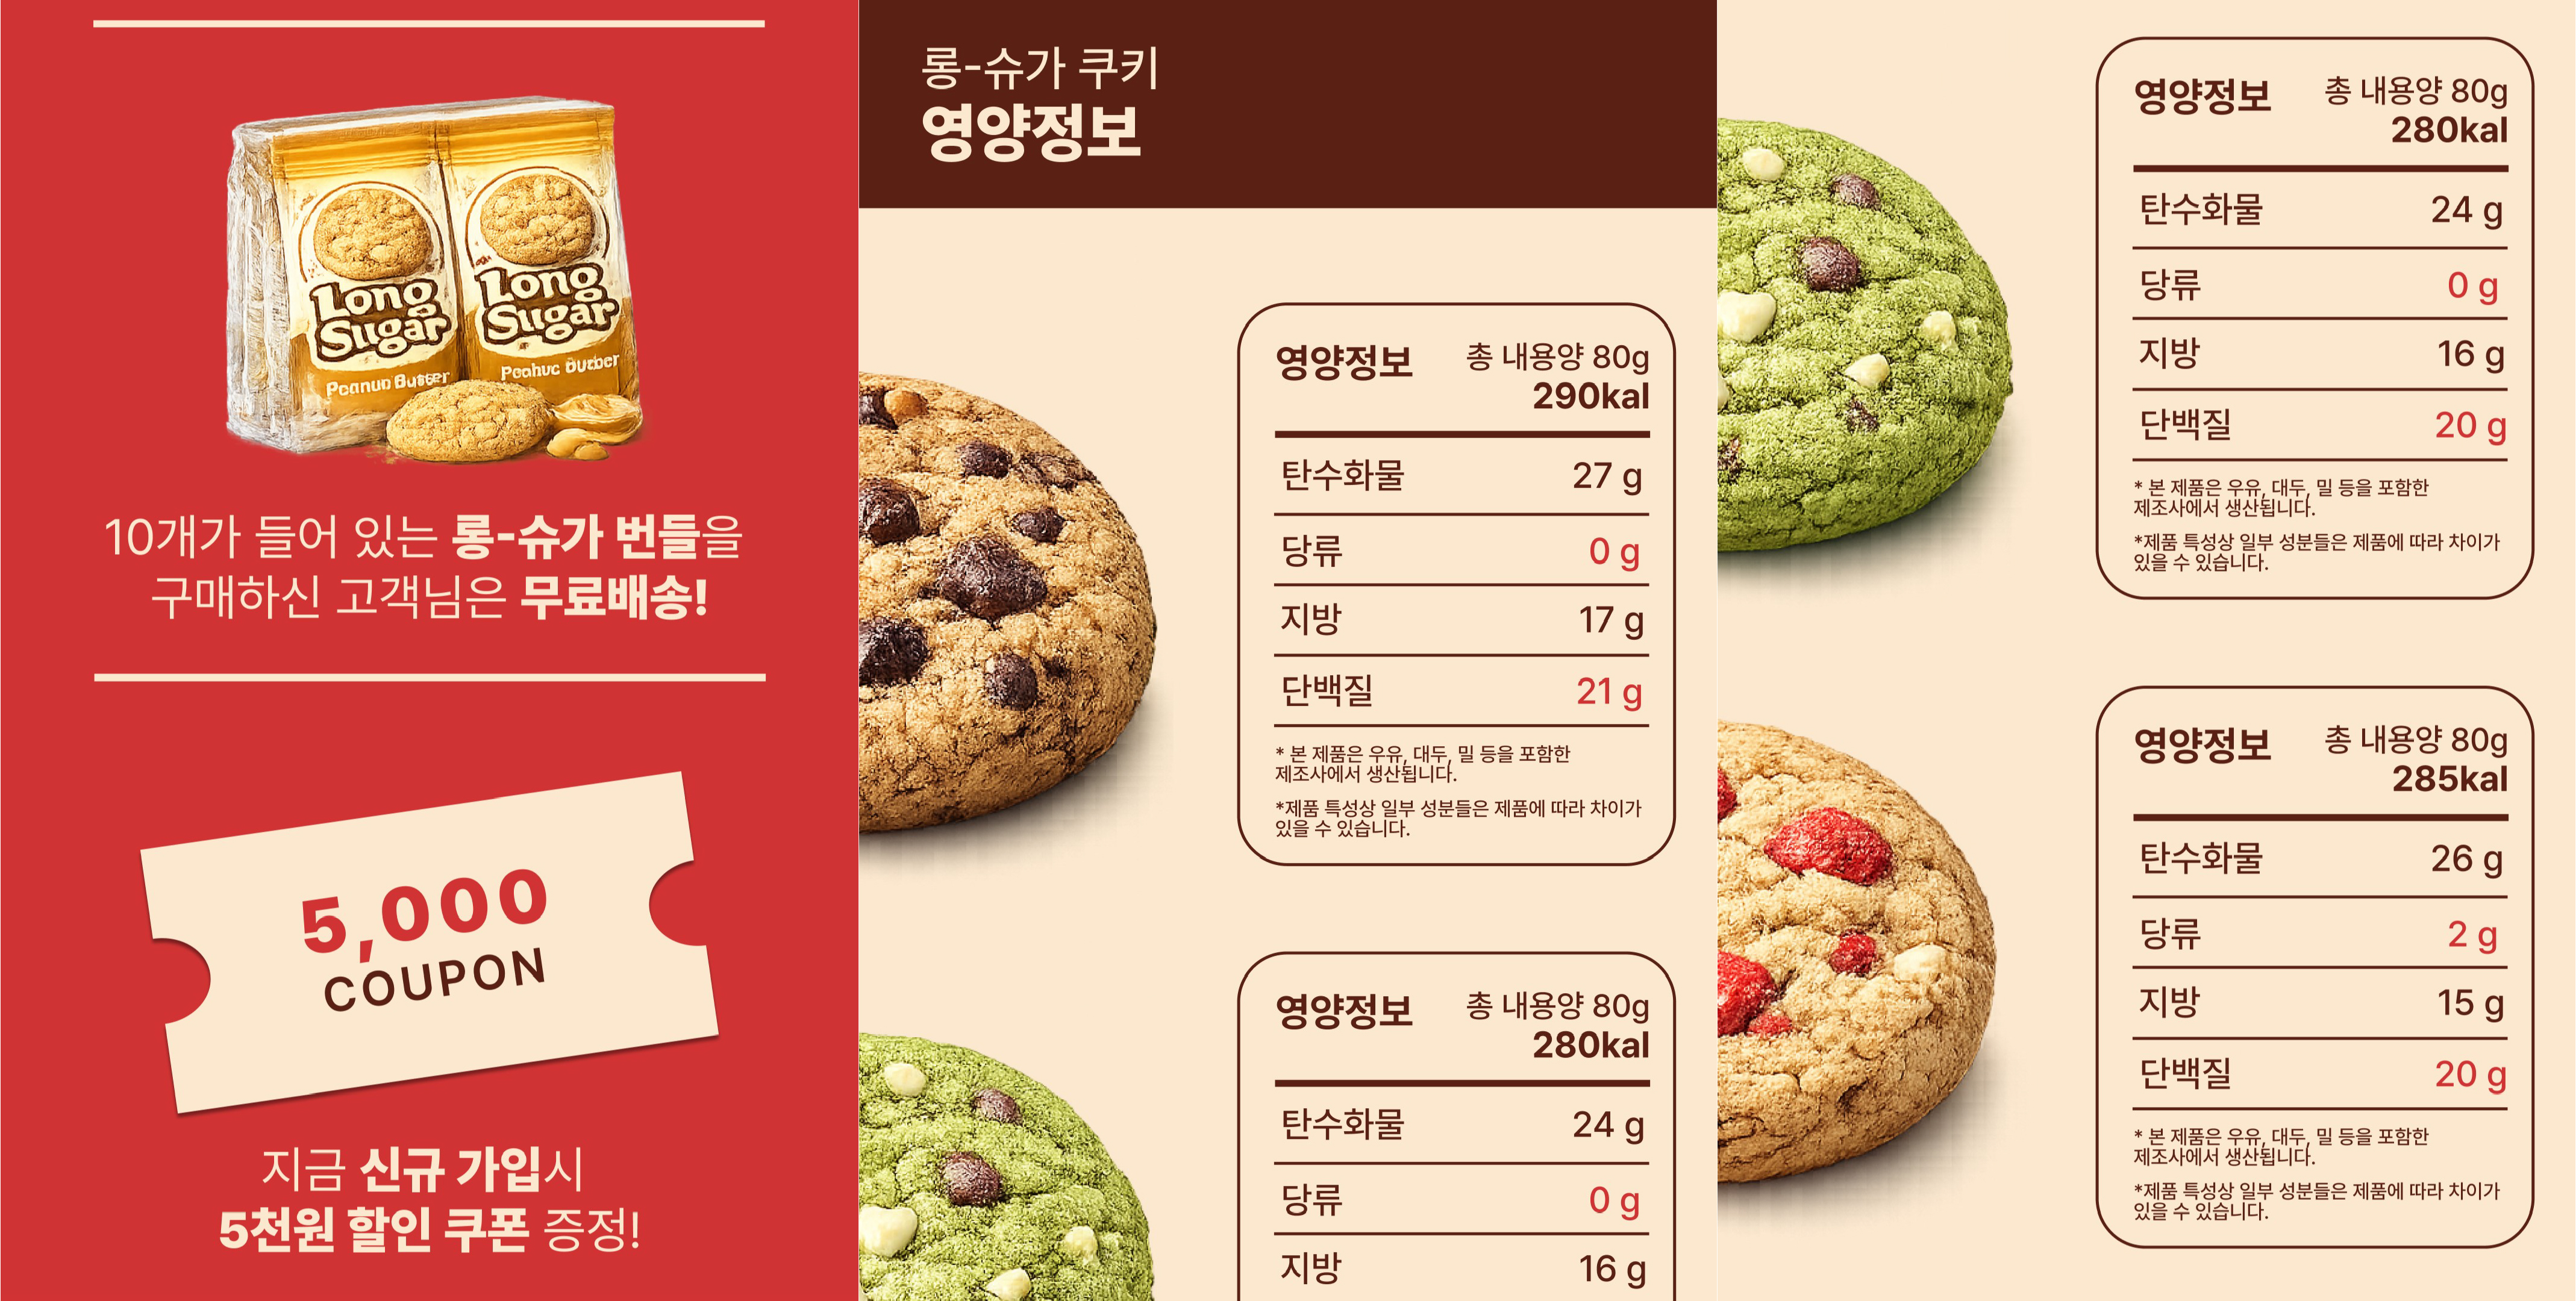 Long
Sugar
Long
Sugar
10개가 들어 있는 롱-슈가 번들을
구매하신 고객님은 무료배송!
5,000
COUPON
지금 신규 가입시
5천원 할인 쿠폰 증정!
롱-슈가 쿠키
영양정보
영양정보 총 내용양 80g
290kal
탄수화물 27 g
당류 0 g
지방 17 g
단백질 21 g
* 본 제품은 우유, 대두, 밀 등을 포함한
제조사에서 생산됩니다.
*제품 특성상 일부 성분들은 제품에 따라 차이가
있을 수 있습니다.
영양정보 총 내용양 80g
280kal
탄수화물 24 g
당류 0 g
지방 16 g
영양정보 총 내용양 80g
280kal
탄수화물 24 g
당류 0 g
지방 16 g
단백질 20 g
* 본 제품은 우유, 대두, 밀 등을 포함한
제조사에서 생산됩니다.
*제품 특성상 일부 성분들은 제품에 따라 차이가
있을 수 있습니다.
영양정보 총 내용양 80g
285kal
탄수화물 26 g
당류 2 g
지방 15 g
단백질 20 g
* 본 제품은 우유, 대두, 밀 등을 포함한
제조사에서 생산됩니다.
*제품 특성상 일부 성분들은 제품에 따라 차이가
있을 수 있습니다.